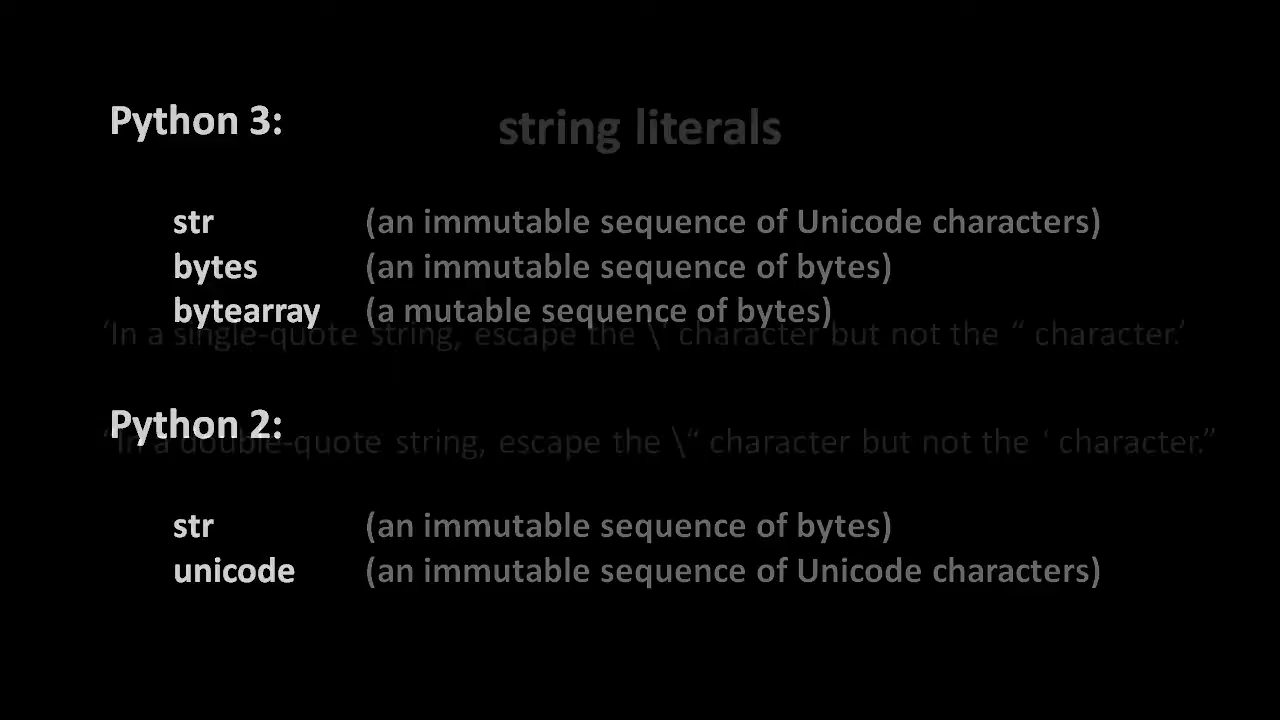 Python 3:
string literals
str (an immutable sequence of Unicode characters)
bytes (an immutable sequence of bytes)
bytearray (a mutable sequence of bytes)
‘In a single-quote string, escape the \‘ character but not the “ character.’
Python 2:
“In a double-quote string, escape the \“ character but not the ‘ character.”
str (an immutable sequence of bytes)
unicode (an immutable sequence of Unicode characters)